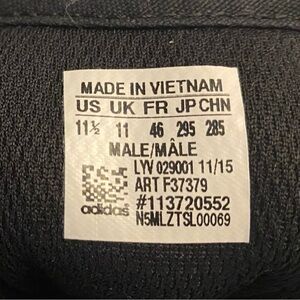 MADE IN VIETNAM
US UK FR JP CHN
11½ 11 46 295 285
MALE/MÂLE
LYV 029001 11/15
ART F37379
#113720552
adidas N5MLZTSL00069